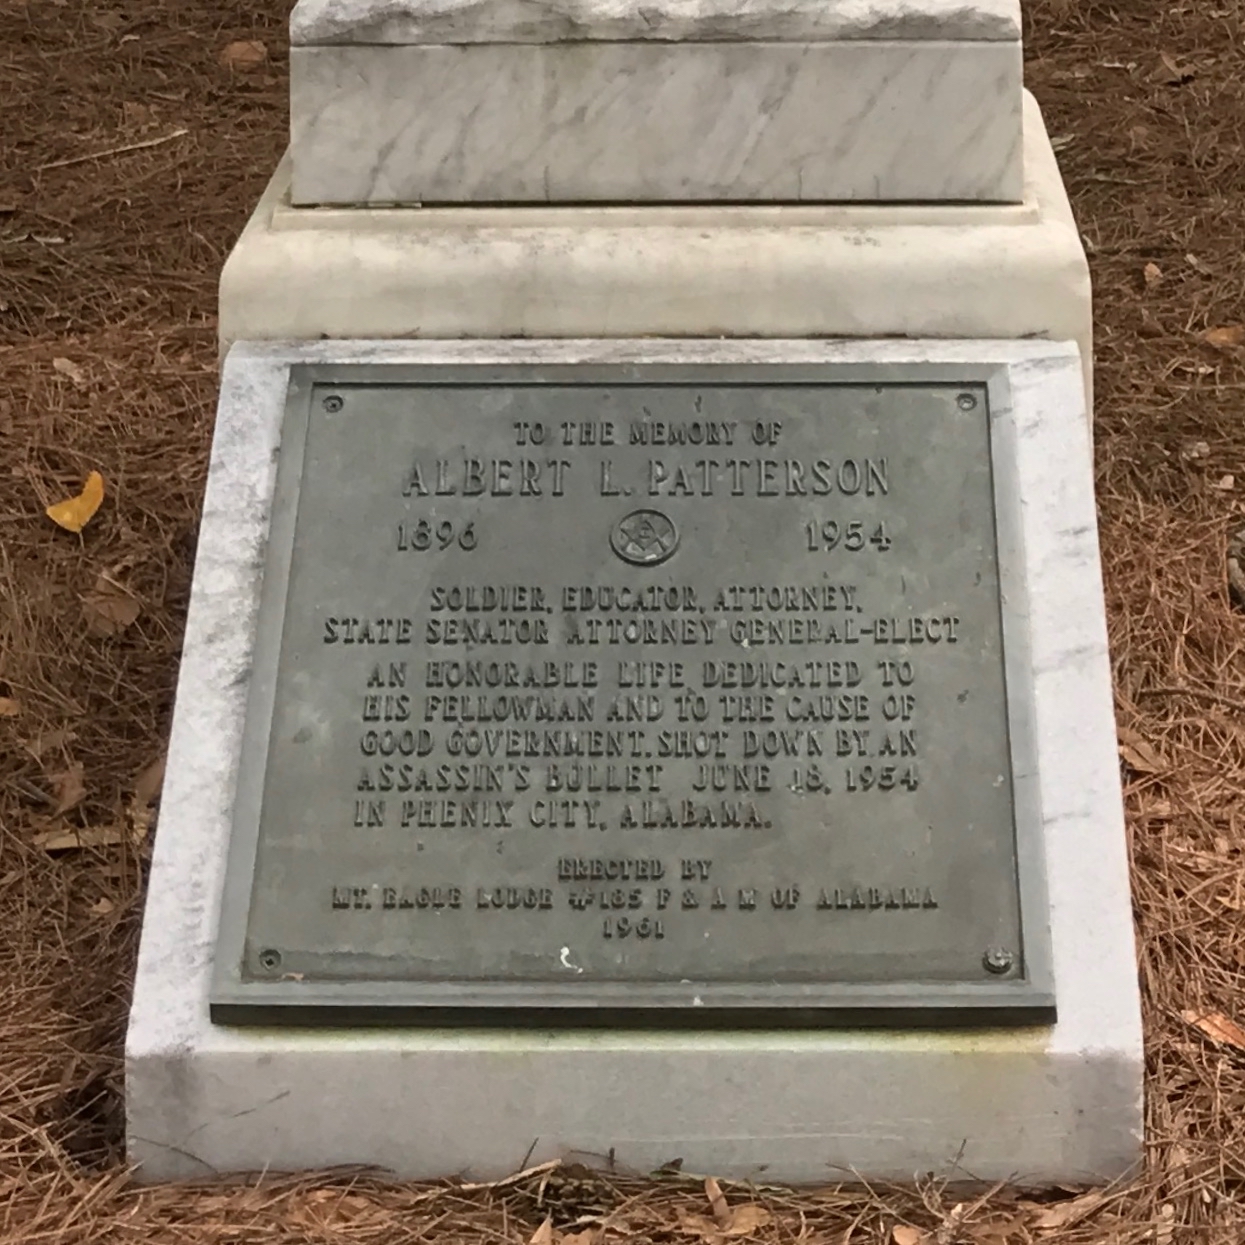 TO THE MEMORY OF
ALBERT L. PATTERSON
1896 1954
SOLDIER, EDUCATOR, ATTORNEY,
STATE SENATOR ATTORNEY GENERAL-ELECT
AN HONORABLE LIFE DEDICATED TO
HIS FELLOWMAN AND TO THE CAUSE OF
GOOD GOVERNMENT. SHOT DOWN BY AN
ASSASSIN'S BULLET JUNE 18, 1954
IN PHENIX CITY, ALABAMA.
ERECTED BY
MT. EAGLE LODGE #185 F & A M OF ALABAMA
1961